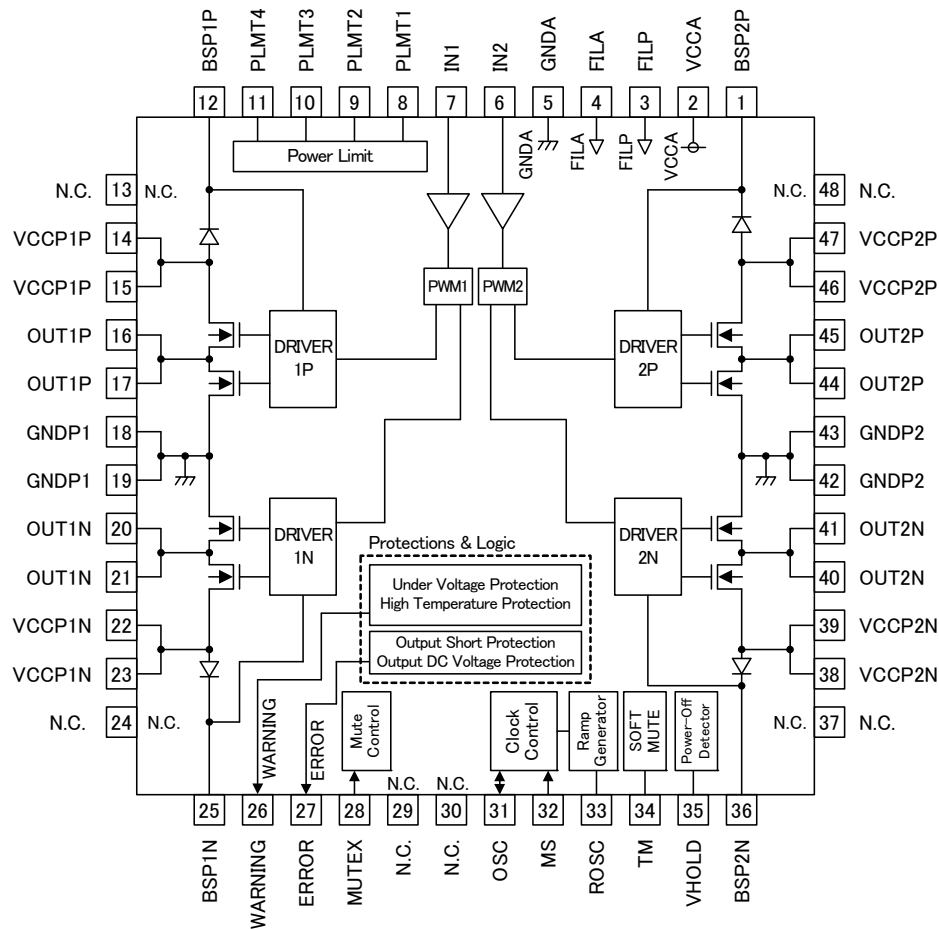 BSP1P
PLMT4
PLMT3
PLMT2
PLMT1
IN1
IN2
GNDA
FILA
FILP
VCCA
BSP2P
12
11
10
9
8
7
6
5
4
3
2
1
Power Limit
GNDA
FILA
FILP
VCCA
N.C.
13
N.C.
N.C.
48
N.C.
VCCP1P
14
47
VCCP2P
VCCP1P
15
PWM1
PWM2
46
VCCP2P
OUT1P
16
DRIVER
1P
DRIVER
2P
45
OUT2P
OUT1P
17
44
OUT2P
GNDP1
18
43
GNDP2
GNDP1
19
42
GNDP2
OUT1N
20
DRIVER
1N
DRIVER
2N
41
OUT2N
OUT1N
21
40
OUT2N
Protections & Logic
Under Voltage Protection
High Temperature Protection
Output Short Protection
Output DC Voltage Protection
VCCP1N
22
39
VCCP2N
VCCP1N
23
38
VCCP2N
N.C.
24
N.C.
N.C.
37
N.C.
WARNING
ERROR
Mute
Control
N.C.
N.C.
Clock
Control
Ramp
Generator
SOFT
MUTE
Power-Off
Detector
25
26
27
28
29
30
31
32
33
34
35
36
BSP1N
WARNING
ERROR
MUTEX
N.C.
N.C.
OSC
MS
ROSC
TM
VHOLD
BSP2N